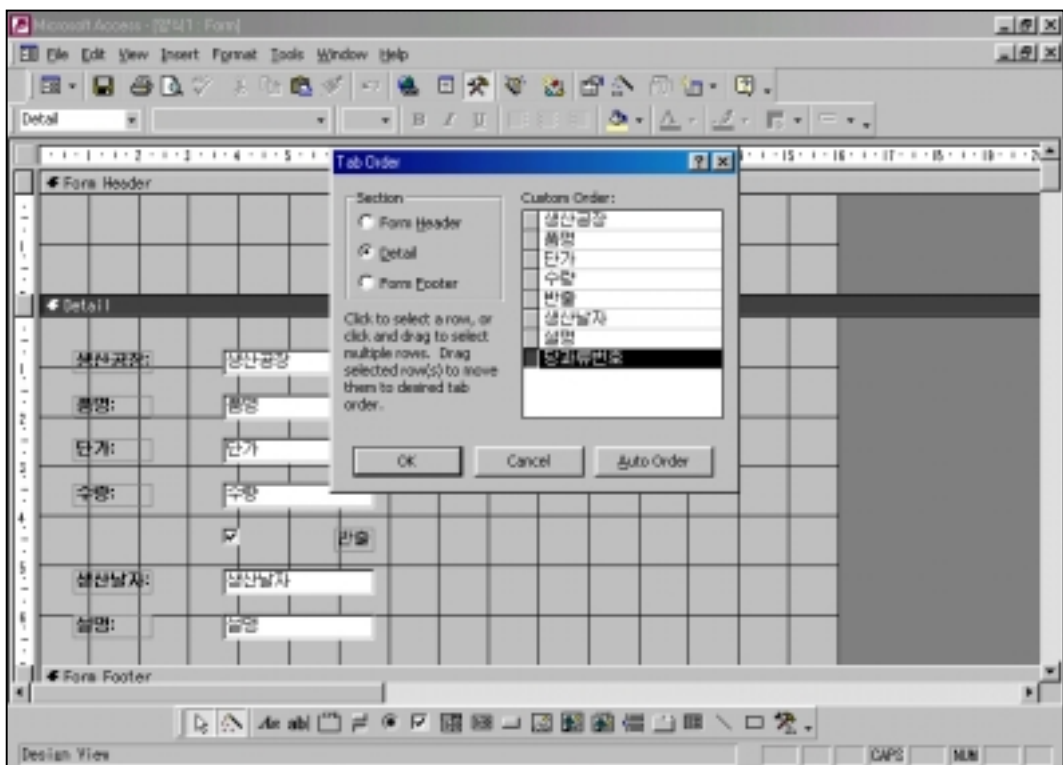 Microsoft Access - [양식1 : Form]
File Edit View Insert Format Tools Window Help
Detail
B I U
Form Header
Detail
생산공장: 생산공장
품명: 품명
단가: 단가
수량: 수량
반출
생산날자: 생산날자
설명: 설명
Form Footer
Tab Order
Section
Form Header
Detail
Form Footer
Click to select a row, or
click and drag to select
multiple rows. Drag
selected row(s) to move
them to desired tab
order.
Custom Order:
생산공장
품명
단가
수량
반출
생산날자
설명
당과류번호
OK Cancel Auto Order
Design View CAPS NUM